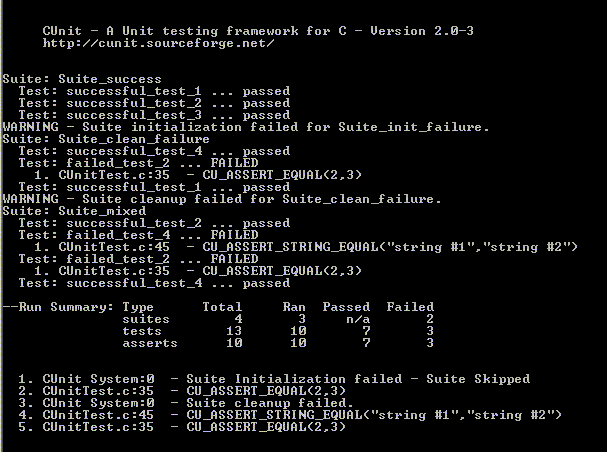 CUnit - A Unit testing framework for C - Version 2.0-3
http://cunit.sourceforge.net/
Suite: Suite_success
Test: successful_test_1 ... passed
Test: successful_test_2 ... passed
Test: successful_test_3 ... passed
WARNING - Suite initialization failed for Suite_init_failure.
Suite: Suite_clean_failure
Test: successful_test_4 ... passed
Test: failed_test_2 ... FAILED
1. CUnitTest.c:35 - CU_ASSERT_EQUAL(2,3)
Test: successful_test_1 ... passed
WARNING - Suite cleanup failed for Suite_clean_failure.
Suite: Suite_mixed
Test: successful_test_2 ... passed
Test: failed_test_4 ... FAILED
1. CUnitTest.c:45 - CU_ASSERT_STRING_EQUAL("string #1","string #2")
Test: failed_test_2 ... FAILED
1. CUnitTest.c:35 - CU_ASSERT_EQUAL(2,3)
Test: successful_test_4 ... passed
--Run Summary: Type Total Ran Passed Failed
suites 4 3 n/a 2
tests 13 10 7 3
asserts 10 10 7 3
1. CUnit System:0 - Suite Initialization failed - Suite Skipped
2. CUnitTest.c:35 - CU_ASSERT_EQUAL(2,3)
3. CUnit System:0 - Suite cleanup failed.
4. CUnitTest.c:45 - CU_ASSERT_STRING_EQUAL("string #1","string #2")
5. CUnitTest.c:35 - CU_ASSERT_EQUAL(2,3)